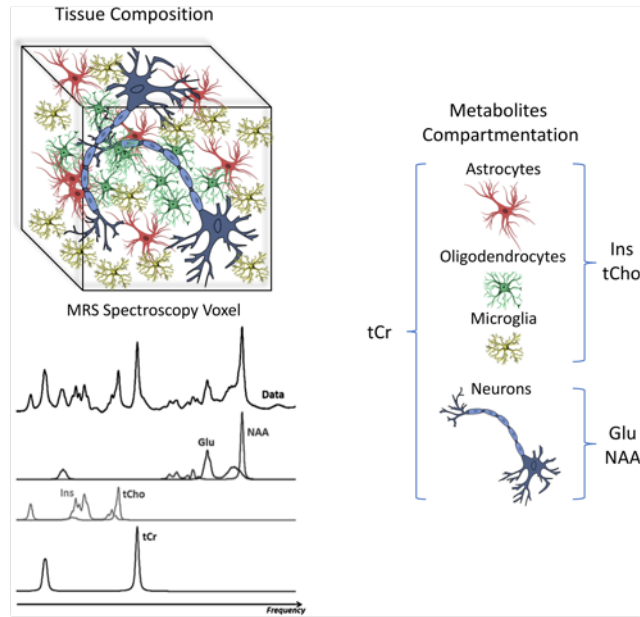 Tissue Composition
MRS Spectroscopy Voxel
Data
Glu
NAA
Ins
tCho
tCr
Frequency
Metabolites
Compartmentation
Astrocytes
Oligodendrocytes
Microglia
Neurons
tCr
Ins
tCho
Glu
NAA